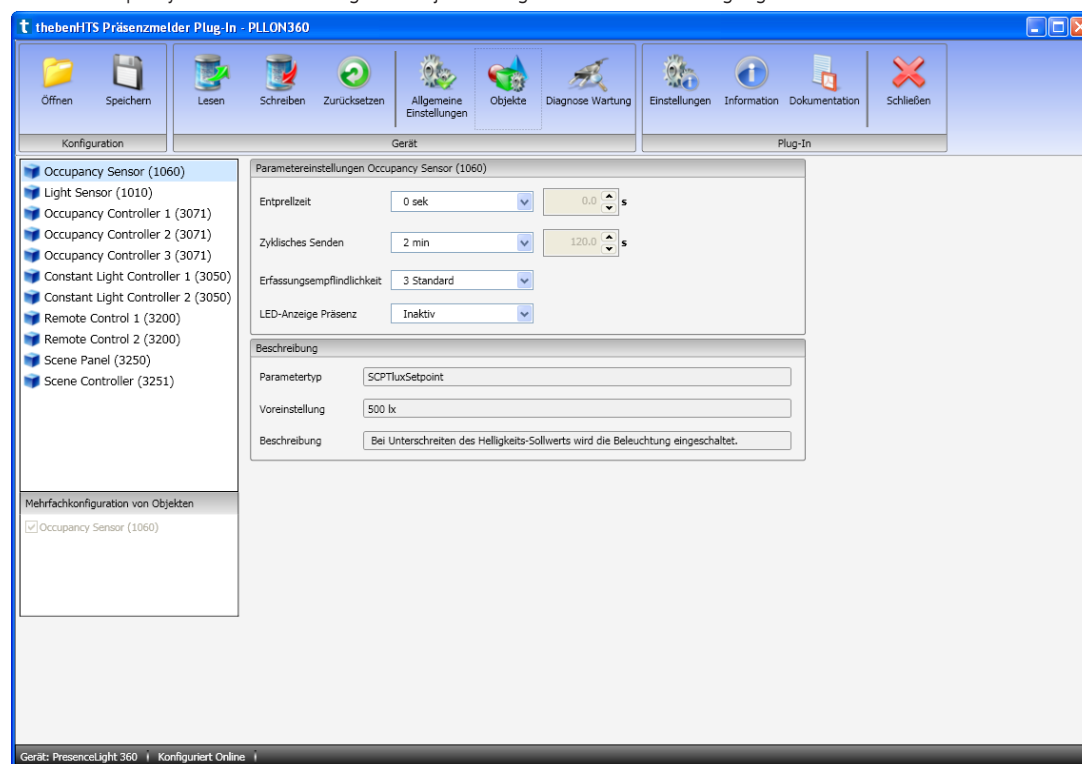 thebenHTS Präsenzmelder Plug-In - PLLON360
Öffnen
Speichern
Lesen
Schreiben
Zurücksetzen
Allgemeine
Einstellungen
Objekte
Diagnose Wartung
Einstellungen
Information
Dokumentation
Schließen
Konfiguration
Gerät
Plug-In
Occupancy Sensor (1060)
Light Sensor (1010)
Occupancy Controller 1 (3071)
Occupancy Controller 2 (3071)
Occupancy Controller 3 (3071)
Constant Light Controller 1 (3050)
Constant Light Controller 2 (3050)
Remote Control 1 (3200)
Remote Control 2 (3200)
Scene Panel (3250)
Scene Controller (3251)
Mehrfachkonfiguration von Objekten
Occupancy Sensor (1060)
Parametereinstellungen Occupancy Sensor (1060)
Entprellzeit 0 sek 0.0 s
Zyklisches Senden 2 min 120.0 s
Erfassungsempfindlichkeit 3 Standard
LED-Anzeige Präsenz Inaktiv
Beschreibung
Parametertyp SCPTluxSetpoint
Voreinstellung 500 lx
Beschreibung Bei Unterschreiten des Helligkeits-Sollwerts wird die Beleuchtung eingeschaltet.
Gerät: PresenceLight 360 Konfiguriert Online